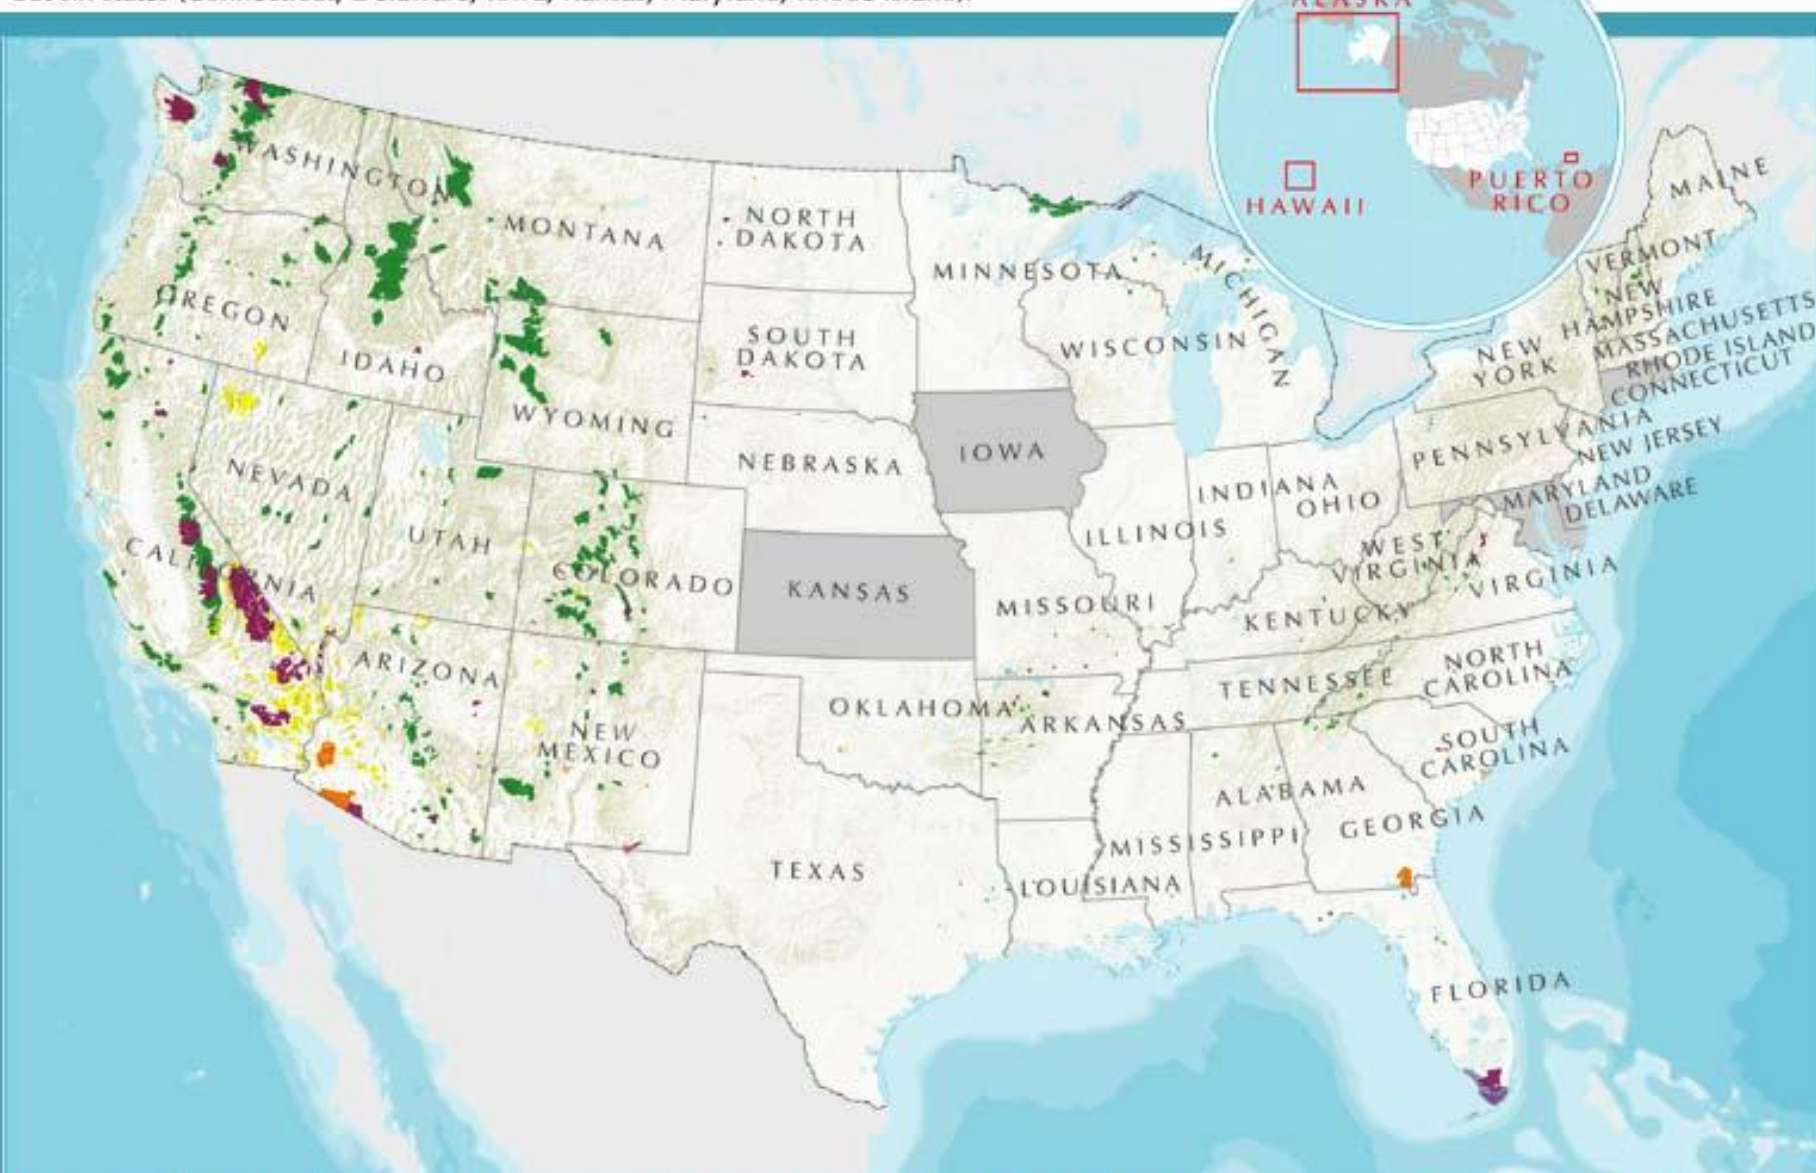 ALASKA
HAWAII
PUERTO
RICO
WASHINGTON
MONTANA
NORTH
DAKOTA
MINNESOTA
MICHIGAN
MAINE
VERMONT
NEW
HAMPSHIRE
MASSACHUSETTS
RHODE ISLAND
CONNECTICUT
OREGON
IDAHO
SOUTH
DAKOTA
WISCONSIN
NEW
YORK
WYOMING
IOWA
PENNSYLVANIA
NEW JERSEY
MARYLAND
DELAWARE
NEVADA
NEBRASKA
INDIANA
OHIO
UTAH
ILLINOIS
WEST
VIRGINIA
VIRGINIA
CALIFORNIA
COLORADO
KANSAS
MISSOURI
KENTUCKY
ARIZONA
OKLAHOMA
ARKANSAS
TENNESSEE
NORTH
CAROLINA
NEW
MEXICO
SOUTH
CAROLINA
ALABAMA
GEORGIA
MISSISSIPPI
TEXAS
LOUISIANA
FLORIDA